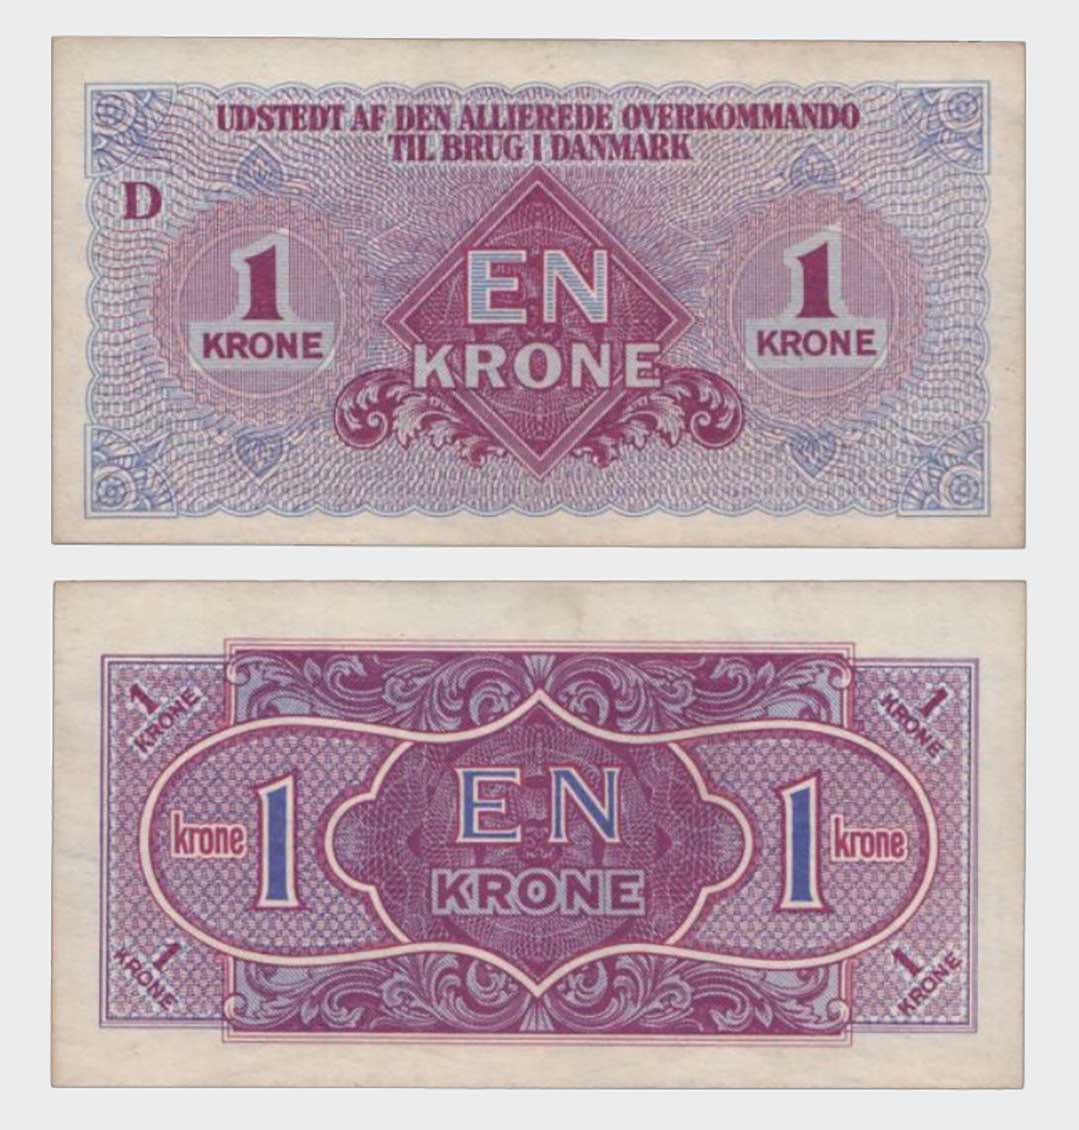 UDSTEDT AF DEN ALLIEREDE OVERKOMMANDO
TIL BRUG I DANMARK
D
1
KRONE
EN
KRONE
1
KRONE
1
KRONE
1
KRONE
krone 1
EN
KRONE
1 krone
1
KRONE
1
KRONE